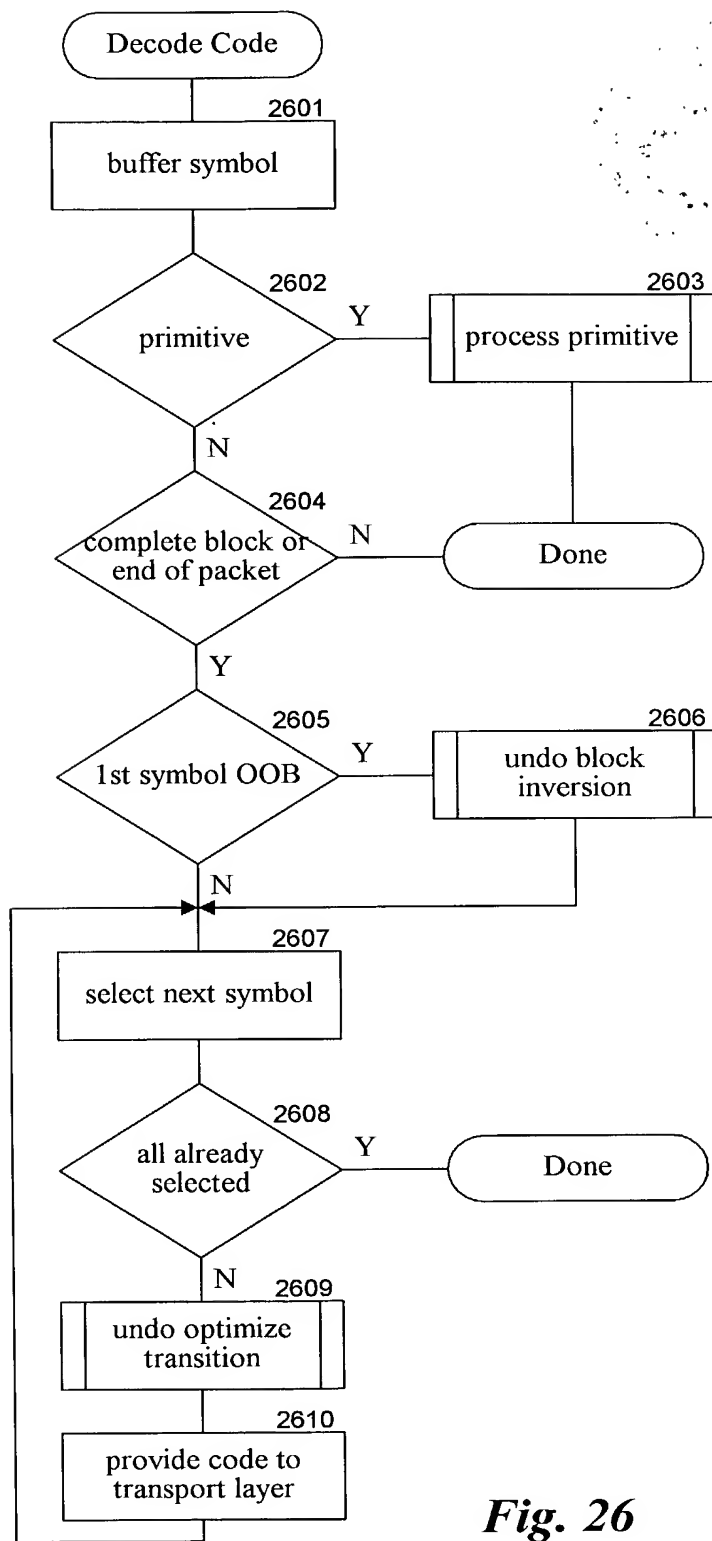 Decode Code
2601
buffer symbol
2602
primitive
Y
2603
process primitive
N
2604
complete block or
end of packet
N
Done
Y
2605
1st symbol OOB
Y
2606
undo block
inversion
N
2607
select next symbol
2608
all already
selected
Y
Done
N
2609
undo optimize
transition
2610
provide code to
transport layer
Fig. 26